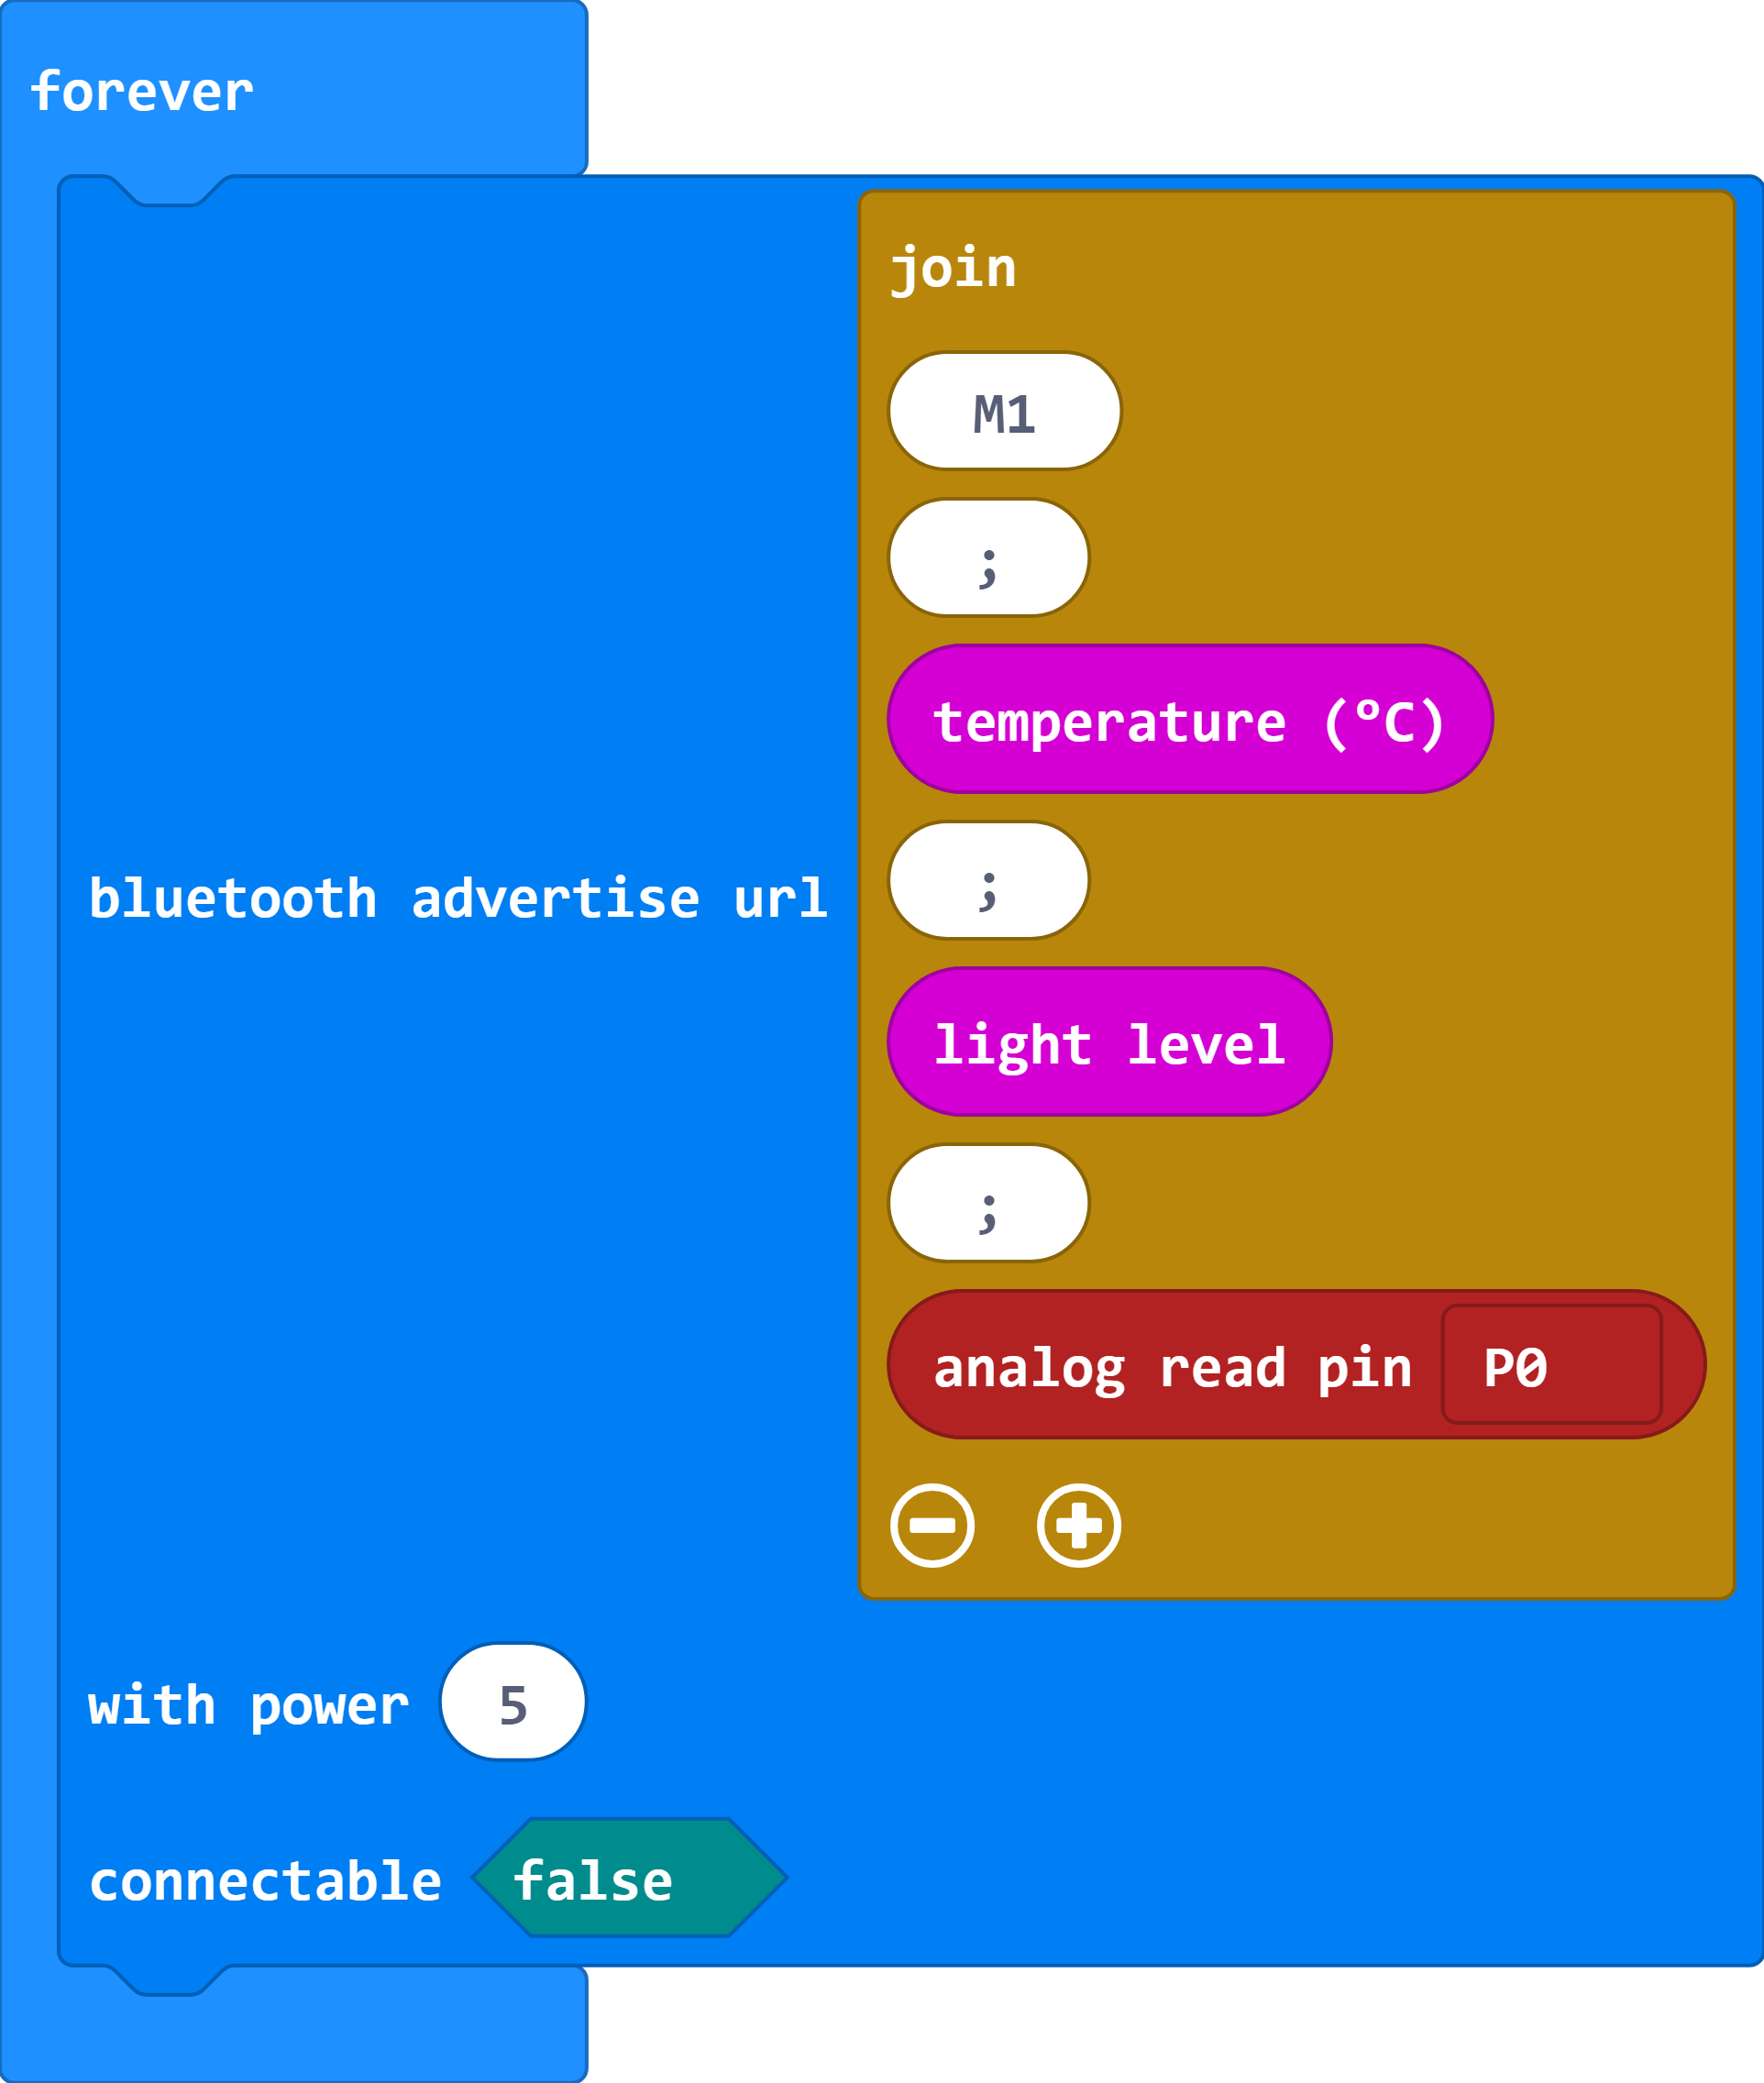 forever
join
M1
;
temperature (°C)
;
bluetooth advertise url
light level
;
analog read pin P0
with power 5
connectable false